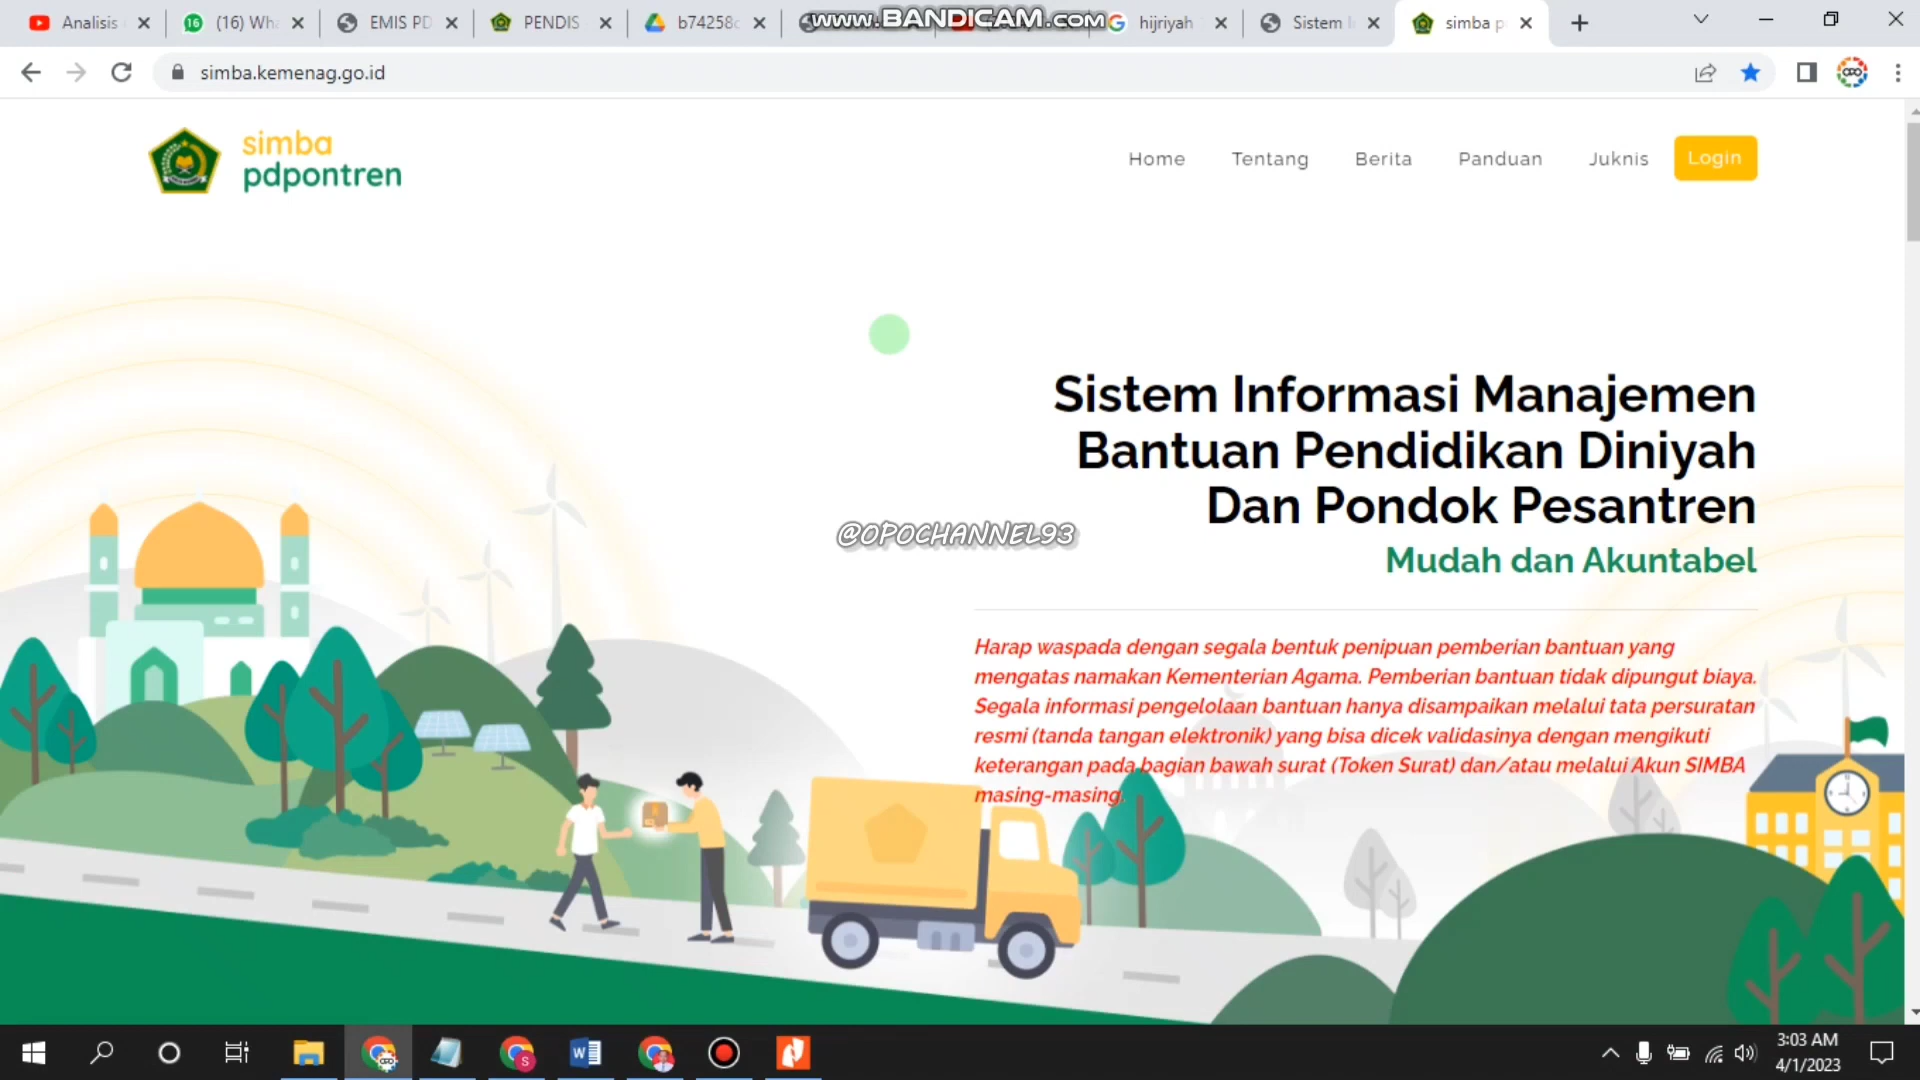 Analisis
(16) Wha
EMIS PD
PENDIS
b74258c
www.BANDICAM.com
hijriyah
Sistem I
simba p
simba.kemenag.go.id
simba
pdpontren
Home
Tentang
Berita
Panduan
Juknis
Login
Sistem Informasi Manajemen
Bantuan Pendidikan Diniyah
Dan Pondok Pesantren
Mudah dan Akuntabel
@OPOCHANNEL93
Harap waspada dengan segala bentuk penipuan pemberian bantuan yang
mengatas namakan Kementerian Agama. Pemberian bantuan tidak dipungut biaya.
Segala informasi pengelolaan bantuan hanya disampaikan melalui tata persuratan
resmi (tanda tangan elektronik) yang bisa dicek validasinya dengan mengikuti
keterangan pada bagian bawah surat (Token Surat) dan/atau melalui Akun SIMBA
masing-masing.
3:03 AM
4/1/2023